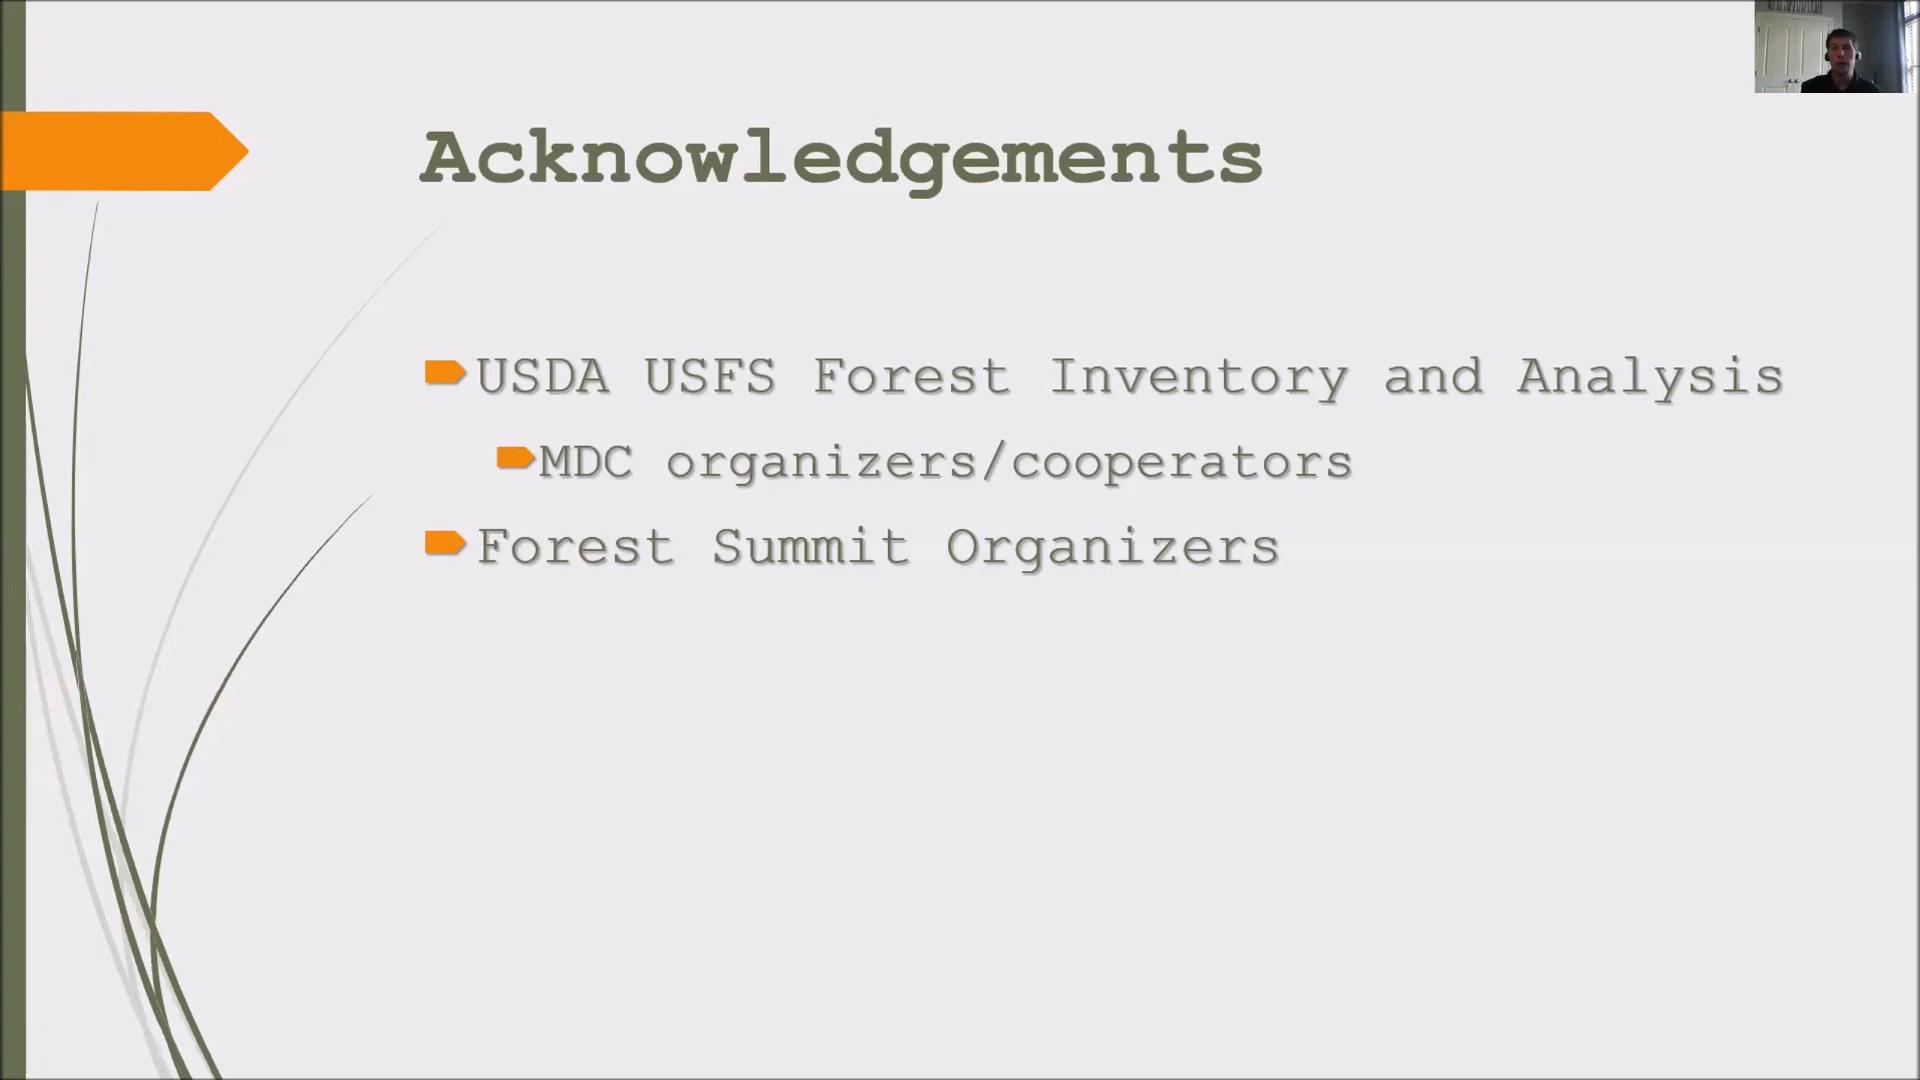 Acknowledgements
USDA USFS Forest Inventory and Analysis
MDC organizers/cooperators
Forest Summit Organizers